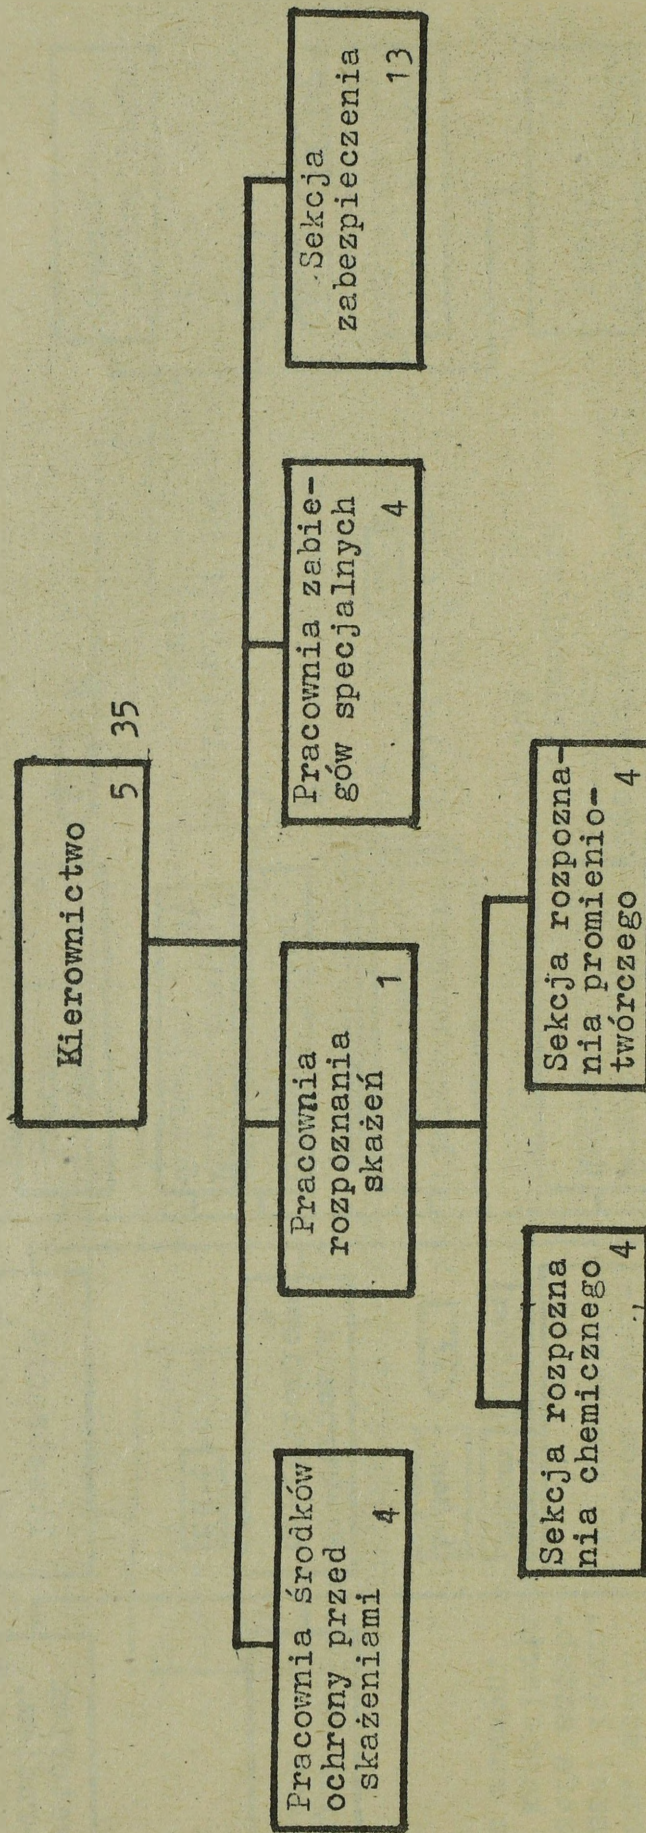 Kierownictwo
5 35
Pracownia środków
ochrony przed
skażeniami 4
Pracownia
rozpoznania
skażeń 1
Pracownia zabie-
gów specjalnych
4
Sekcja
zabezpieczenia
13
Sekcja rozpozna
nia chemicznego
4
Sekcja rozpozna-
nia promienio-
twórczego 4